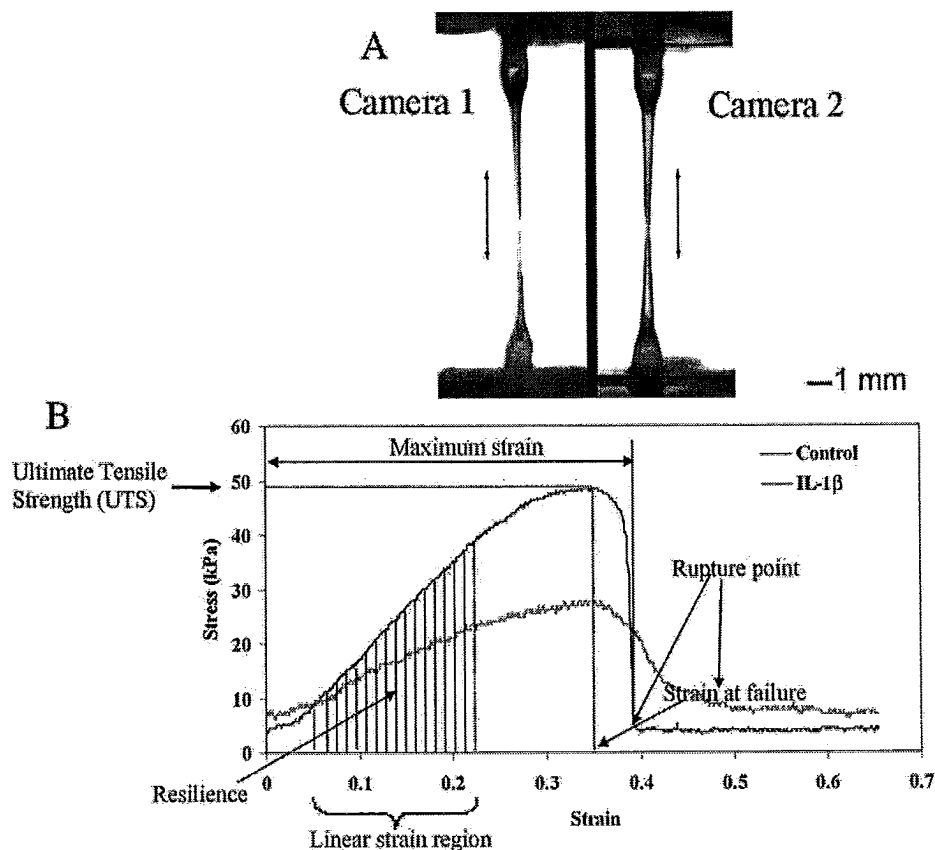 A
Camera 1
Camera 2
1 mm
B
Ultimate Tensile
Strength (UTS)
Maximum strain
Control
IL-1β
Rupture point
Strain at failure
Resilience
Linear strain region
Stress (kPa)
60
50
40
30
20
10
0
0
0.1
0.2
0.3
0.4
0.5
0.6
0.7
Strain